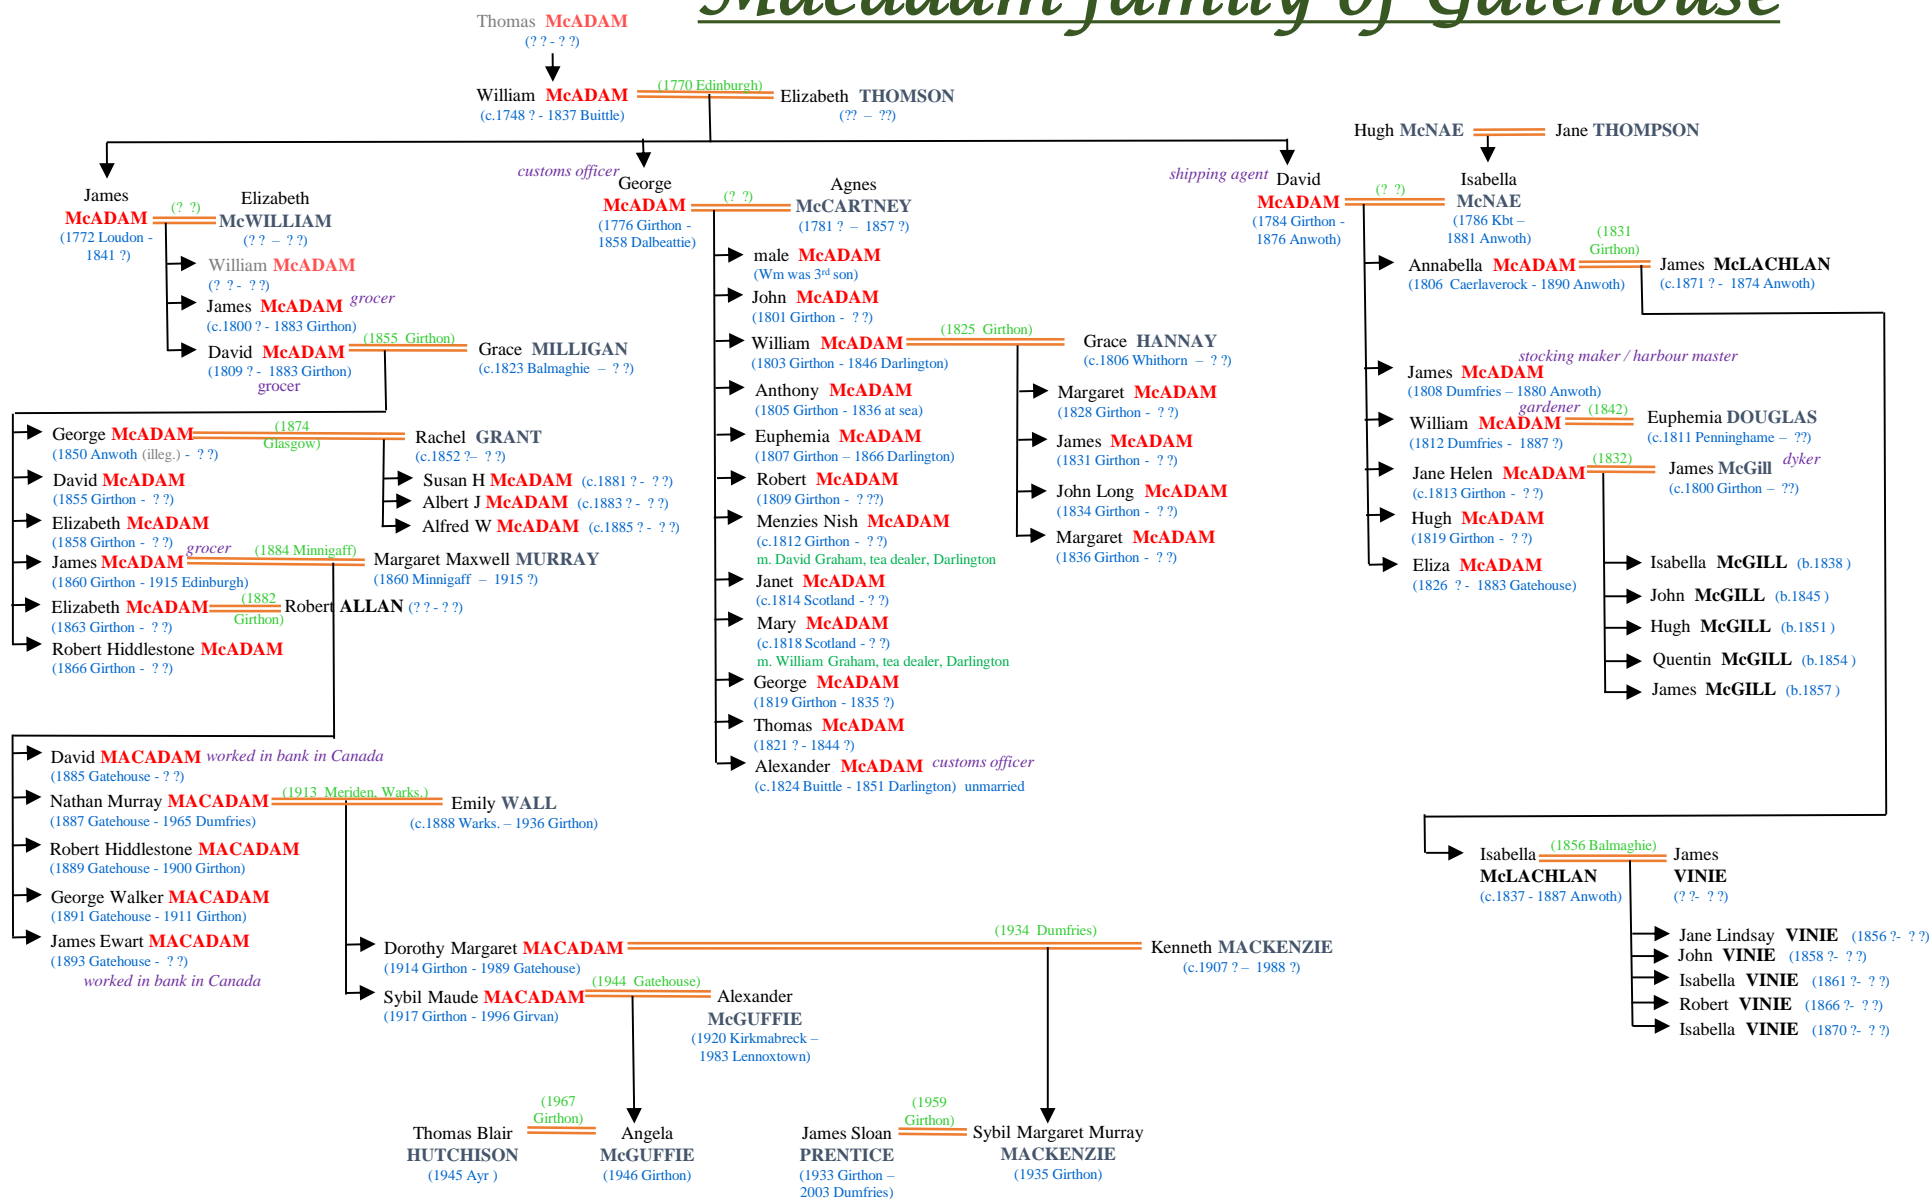 Macadam family of Gatehouse
Thomas McADAM
(? ? - ? ?)
William McADAM
(c.1748 ? - 1837 Buittle)
(1770 Edinburgh)
Elizabeth THOMSON
(?? – ??)
Hugh McNAE
Jane THOMPSON
James
McADAM
(1772 Loudon -
1841 ?)
(? ?)
Elizabeth
McWILLIAM
(? ? – ? ?)
William McADAM
(? ? - ? ?)
James McADAM grocer
(c.1800 ? - 1883 Girthon)
David McADAM
(1809 ? - 1883 Girthon)
grocer
(1855 Girthon)
Grace MILLIGAN
(c.1823 Balmaghie – ? ?)
George McADAM
(1850 Anwoth (illeg.) - ? ?)
(1874
Glasgow)
Rachel GRANT
(c.1852 ?– ? ?)
Susan H McADAM (c.1881 ? - ? ?)
Albert J McADAM (c.1883 ? - ? ?)
Alfred W McADAM (c.1885 ? - ? ?)
David McADAM
(1855 Girthon - ? ?)
Elizabeth McADAM
(1858 Girthon - ? ?)
James McADAM grocer
(1860 Girthon - 1915 Edinburgh)
(1884 Minnigaff)
Margaret Maxwell MURRAY
(1860 Minnigaff – 1915 ?)
Elizabeth McADAM
(1863 Girthon - ? ?)
(1882
Girthon)
Robert ALLAN (? ? - ? ?)
Robert Hiddlestone McADAM
(1866 Girthon - ? ?)
David MACADAM worked in bank in Canada
(1885 Gatehouse - ? ?)
Nathan Murray MACADAM
(1887 Gatehouse - 1965 Dumfries)
(1913 Meriden, Warks.)
Emily WALL
(c.1888 Warks. – 1936 Girthon)
Robert Hiddlestone MACADAM
(1889 Gatehouse - 1900 Girthon)
George Walker MACADAM
(1891 Gatehouse - 1911 Girthon)
James Ewart MACADAM
(1893 Gatehouse - ? ?)
worked in bank in Canada
customs officer
George
McADAM
(1776 Girthon -
1858 Dalbeattie)
(? ?)
Agnes
McCARTNEY
(1781 ? – 1857 ?)
male McADAM
(Wm was 3rd son)
John McADAM
(1801 Girthon - ? ?)
William McADAM
(1803 Girthon - 1846 Darlington)
(1825 Girthon)
Grace HANNAY
(c.1806 Whithorn – ? ?)
Margaret McADAM
(1828 Girthon - ? ?)
James McADAM
(1831 Girthon - ? ?)
John Long McADAM
(1834 Girthon - ? ?)
Margaret McADAM
(1836 Girthon - ? ?)
Anthony McADAM
(1805 Girthon - 1836 at sea)
Euphemia McADAM
(1807 Girthon – 1866 Darlington)
Robert McADAM
(1809 Girthon - ? ??)
Menzies Nish McADAM
(c.1812 Girthon - ? ?)
m. David Graham, tea dealer, Darlington
Janet McADAM
(c.1814 Scotland - ? ?)
Mary McADAM
(c.1818 Scotland - ? ?)
m. William Graham, tea dealer, Darlington
George McADAM
(1819 Girthon - 1835 ?)
Thomas McADAM
(1821 ? - 1844 ?)
Alexander McADAM customs officer
(c.1824 Buittle - 1851 Darlington) unmarried
shipping agent
David
McADAM
(1784 Girthon -
1876 Anwoth)
(? ?)
Isabella
McNAE
(1786 Kbt –
1881 Anwoth)
Annabella McADAM
(1806 Caerlaverock - 1890 Anwoth)
(1831
Girthon)
James McLACHLAN
(c.1871 ? - 1874 Anwoth)
stocking maker / harbour master
James McADAM
(1808 Dumfries – 1880 Anwoth)
gardener
William McADAM
(1812 Dumfries - 1887 ?)
(1842)
Euphemia DOUGLAS
(c.1811 Penninghame – ??)
Jane Helen McADAM
(c.1813 Girthon - ? ?)
(1832)
James McGill dyker
(c.1800 Girthon – ??)
Hugh McADAM
(1819 Girthon - ? ?)
Eliza McADAM
(1826 ? - 1883 Gatehouse)
Isabella McGILL (b.1838 )
John McGILL (b.1845 )
Hugh McGILL (b.1851 )
Quentin McGILL (b.1854 )
James McGILL (b.1857 )
Isabella
McLACHLAN
(c.1837 - 1887 Anwoth)
(1856 Balmaghie)
James
VINIE
(? ?- ? ?)
Jane Lindsay VINIE (1856 ?- ? ?)
John VINIE (1858 ?- ? ?)
Isabella VINIE (1861 ?- ? ?)
Robert VINIE (1866 ?- ? ?)
Isabella VINIE (1870 ?- ? ?)
Dorothy Margaret MACADAM
(1914 Girthon - 1989 Gatehouse)
(1934 Dumfries)
Kenneth MACKENZIE
(c.1907 ? – 1988 ?)
Sybil Maude MACADAM
(1917 Girthon - 1996 Girvan)
(1944 Gatehouse)
Alexander
McGUFFIE
(1920 Kirkmabreck –
1983 Lennoxtown)
Thomas Blair
HUTCHISON
(1945 Ayr )
(1967
Girthon)
Angela
McGUFFIE
(1946 Girthon)
James Sloan
PRENTICE
(1933 Girthon –
2003 Dumfries)
(1959
Girthon)
Sybil Margaret Murray
MACKENZIE
(1935 Girthon)